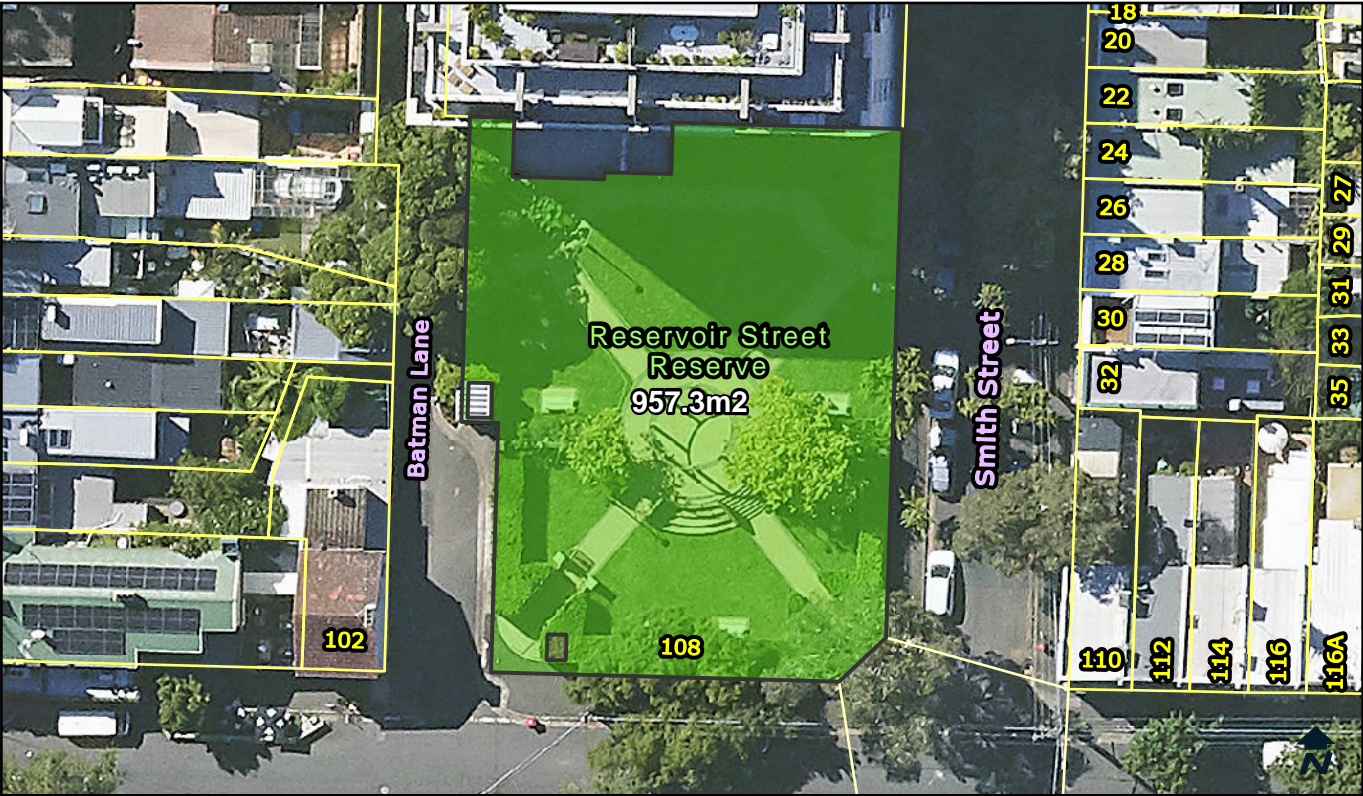 18
20
22
24
26
28
30
32
27
29
31
33
35
Reservoir Street
Reserve
957.3m2
Batman Lane
Smith Street
102
108
110
112
114
116
116A
N